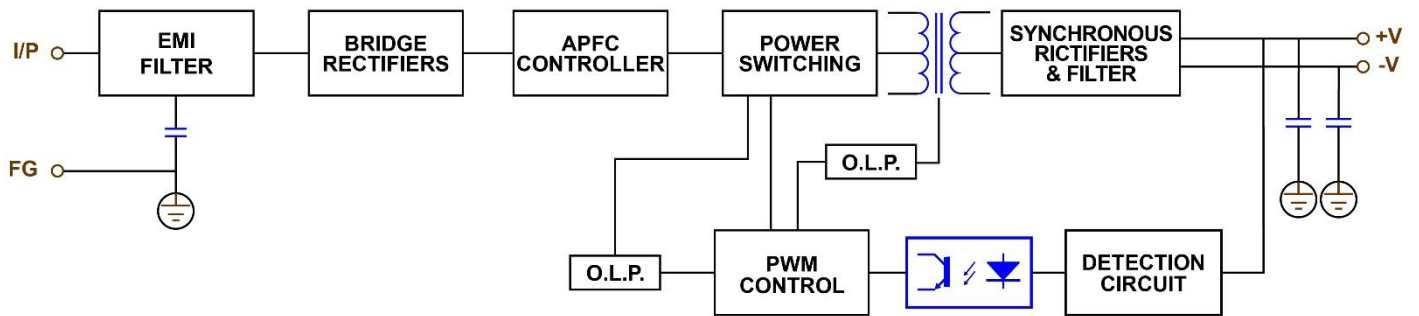 I/P
EMI
FILTER
BRIDGE
RECTIFIERS
APFC
CONTROLLER
POWER
SWITCHING
SYNCHRONOUS
RICTIFIERS
& FILTER
+V
-V
FG
O.L.P.
O.L.P.
PWM
CONTROL
DETECTION
CIRCUIT